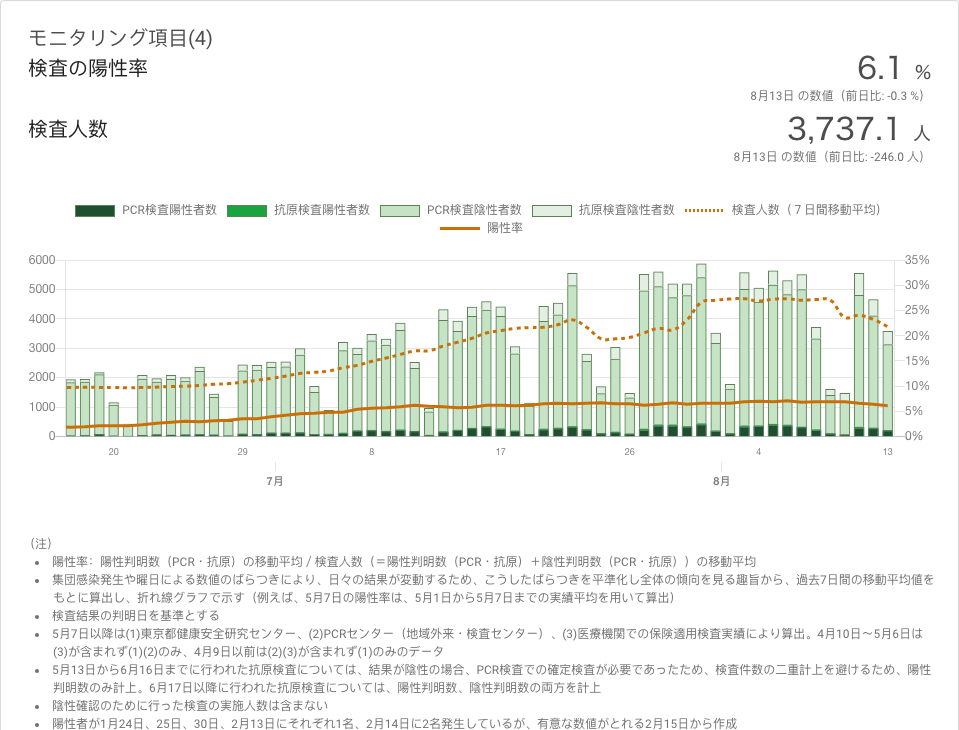 モニタリング項目(4)
検査の陽性率
6.1 %
8月13日 の数値（前日比: -0.3 %）
検査人数
3,737.1 人
8月13日 の数値（前日比: -246.0 人）
PCR検査陽性者数 抗原検査陽性者数 PCR検査陰性者数 抗原検査陰性者数 検査人数（７日間移動平均）
陽性率
6000 35%
5000 30%
4000 25%
3000 20%
2000 15%
1000 10%
0 5%
0%
20 29 8 17 26 4 13
7月 8月
（注）
• 陽性率：陽性判明数（PCR・抗原）の移動平均 / 検査人数（＝陽性判明数（PCR・抗原）＋陰性判明数（PCR・抗原））の移動平均
• 集団感染発生や曜日による数値のばらつきにより、日々の結果が変動するため、こうしたばらつきを平準化し全体の傾向を見る趣旨から、過去7日間の移動平均値を
もとに算出し、折れ線グラフで示す（例えば、5月7日の陽性率は、5月1日から5月7日までの実績平均を用いて算出）
• 検査結果の判明日を基準とする
• 5月7日以降は(1)東京都健康安全研究センター、(2)PCRセンター（地域外来・検査センター）、(3)医療機関での保険適用検査実績により算出。4月10日～5月6日は
(3)が含まれず(1)(2)のみ、4月9日以前は(2)(3)が含まれず(1)のみのデータ
• 5月13日から6月16日までに行われた抗原検査については、結果が陰性の場合、PCR検査での確定検査が必要であったため、検査件数の二重計上を避けるため、陽性
判明数のみ計上。6月17日以降に行われた抗原検査については、陽性判明数、陰性判明数の両方を計上
• 陰性確認のために行った検査の実施人数は含まない
• 陽性者が1月24日、25日、30日、2月13日にそれぞれ1名、2月14日に2名発生しているが、有意な数値がとれる2月15日から作成